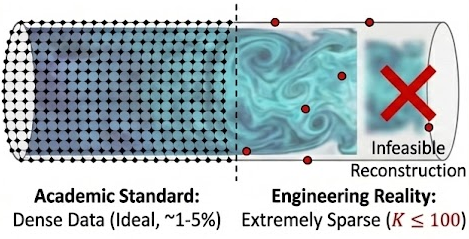 Infeasible
Reconstruction
Academic Standard:
Dense Data (Ideal, ~1-5%)
Engineering Reality:
Extremely Sparse (K ≤ 100)